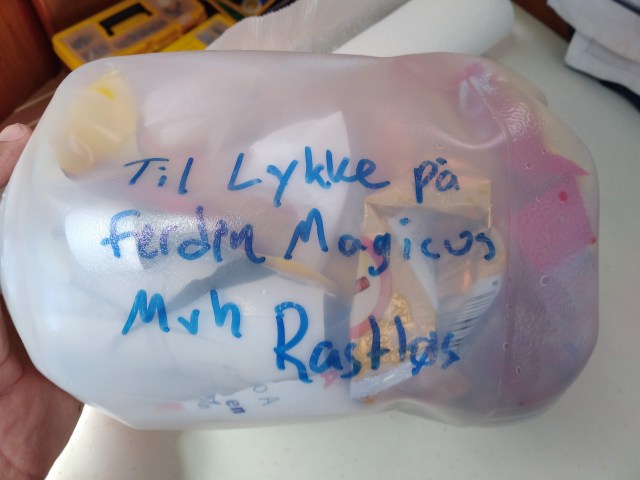 Til Lykke på
ferden Magicus
Mvh Rastløs